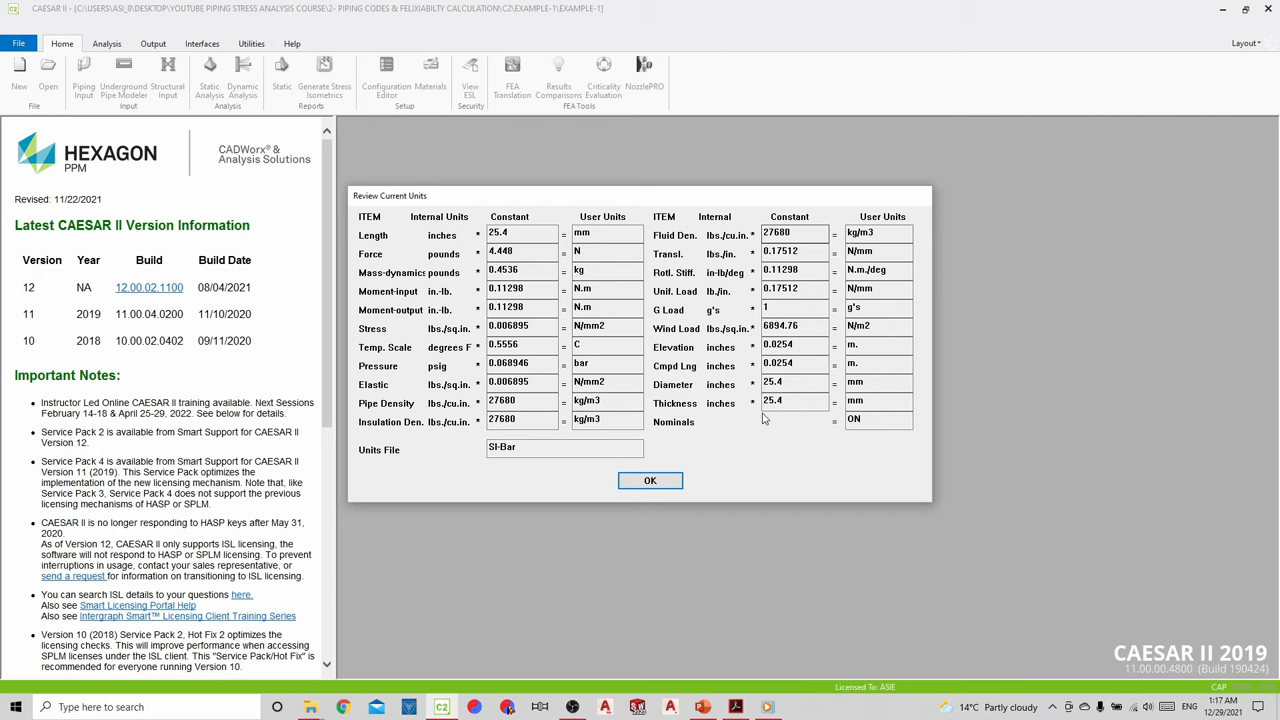 CAESAR II - [C:\USERS\ASI_8\DESKTOP\YOUTUBE PIPING STRESS ANALYSIS COURSE\2- PIPING CODES & FELIXIABILTY CALCULATION\C2\EXAMPLE-1\EXAMPLE-1]
File Home Analysis Output Interfaces Utilities Help Layout
New Open Piping Input Underground Pipe Modeler Structural Input Static Analysis Dynamic Analysis Static Generate Stress Isometrics Configuration Editor Materials View ESL FEA Translation Results Comparisons Criticality Evaluation NozzlePRO
File Input Analysis Reports Setup Security FEA Tools
HEXAGON
PPM
CADWorx® &
Analysis Solutions
Revised: 11/22/2021
Latest CAESAR II Version Information
Version Year Build Build Date
12 NA 12.00.02.1100 08/04/2021
11 2019 11.00.04.0200 11/10/2020
10 2018 10.00.02.0402 09/11/2020
Important Notes:
• Instructor Led Online CAESAR II training available. Next Sessions
February 14-18 & April 25-29, 2022. See below for details.
• Service Pack 2 is available from Smart Support for CAESAR II
Version 12.
• Service Pack 4 is available from Smart Support for CAESAR II
Version 11 (2019). This Service Pack optimizes the
implementation of the new licensing mechanism. Note that, like
Service Pack 3, Service Pack 4 does not support the previous
licensing mechanisms of HASP or SPLM.
• CAESAR II is no longer responding to HASP keys after May 31,
2020.
As of Version 12, CAESAR II only supports ISL licensing, the
software will not respond to HASP or SPLM licensing. To prevent
interruptions in usage, contact your sales representative, or
send a request for information on transitioning to ISL licensing.
• You can search ISL details to your questions here.
Also see Smart Licensing Portal Help
Also see Intergraph Smart™ Licensing Client Training Series
• Version 10 (2018) Service Pack 2, Hot Fix 2 optimizes the
licensing checks. This will improve performance when accessing
SPLM licenses under the ISL client. This "Service Pack/Hot Fix" is
recommended for everyone running Version 10.
Review Current Units
ITEM Internal Units Constant User Units ITEM Internal Constant User Units
Length inches * 25.4 = mm Fluid Den. lbs./cu.in. * 27680 = kg/m3
Force pounds * 4.448 = N Transl. lbs./in. * 0.17512 = N/mm
Mass-dynamics pounds * 0.4536 = kg Rotl. Stiff. in-lb/deg * 0.11298 = N.m./deg
Moment-input in.-lb. * 0.11298 = N.m Unif. Load lb./in. * 0.17512 = N/mm
Moment-output in.-lb. * 0.11298 = N.m G Load g's * 1 = g's
Stress lbs./sq.in. * 0.006895 = N/mm2 Wind Load lbs./sq.in. * 6894.76 = N/m2
Temp. Scale degrees F * 0.5556 = C Elevation inches * 0.0254 = m.
Pressure psig * 0.068946 = bar Cmpd Lng inches * 0.0254 = m.
Elastic lbs./sq.in. * 0.006895 = N/mm2 Diameter inches * 25.4 = mm
Pipe Density lbs./cu.in. * 27680 = kg/m3 Thickness inches * 25.4 = mm
Insulation Den. lbs./cu.in. * 27680 = kg/m3 Nominals = ON
Units File SI-Bar
OK
CAESAR II 2019
11.00.00.4800 (Build 190424)
Licensed To: ASIE CAP
Type here to search 14°C Partly cloudy ENG 1:17 AM
12/29/2021